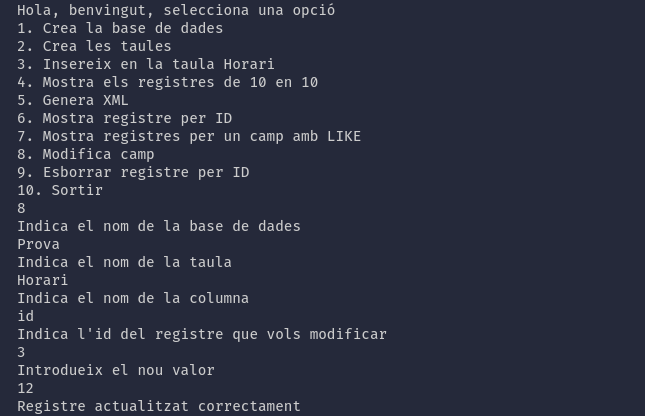 Hola, benvingut, selecciona una opció
1. Crea la base de dades
2. Crea les taules
3. Insereix en la taula Horari
4. Mostra els registres de 10 en 10
5. Genera XML
6. Mostra registre per ID
7. Mostra registres per un camp amb LIKE
8. Modifica camp
9. Esborrar registre per ID
10. Sortir
8
Indica el nom de la base de dades
Prova
Indica el nom de la taula
Horari
Indica el nom de la columna
id
Indica l'id del registre que vols modificar
3
Introdueix el nou valor
12
Registre actualitzat correctament